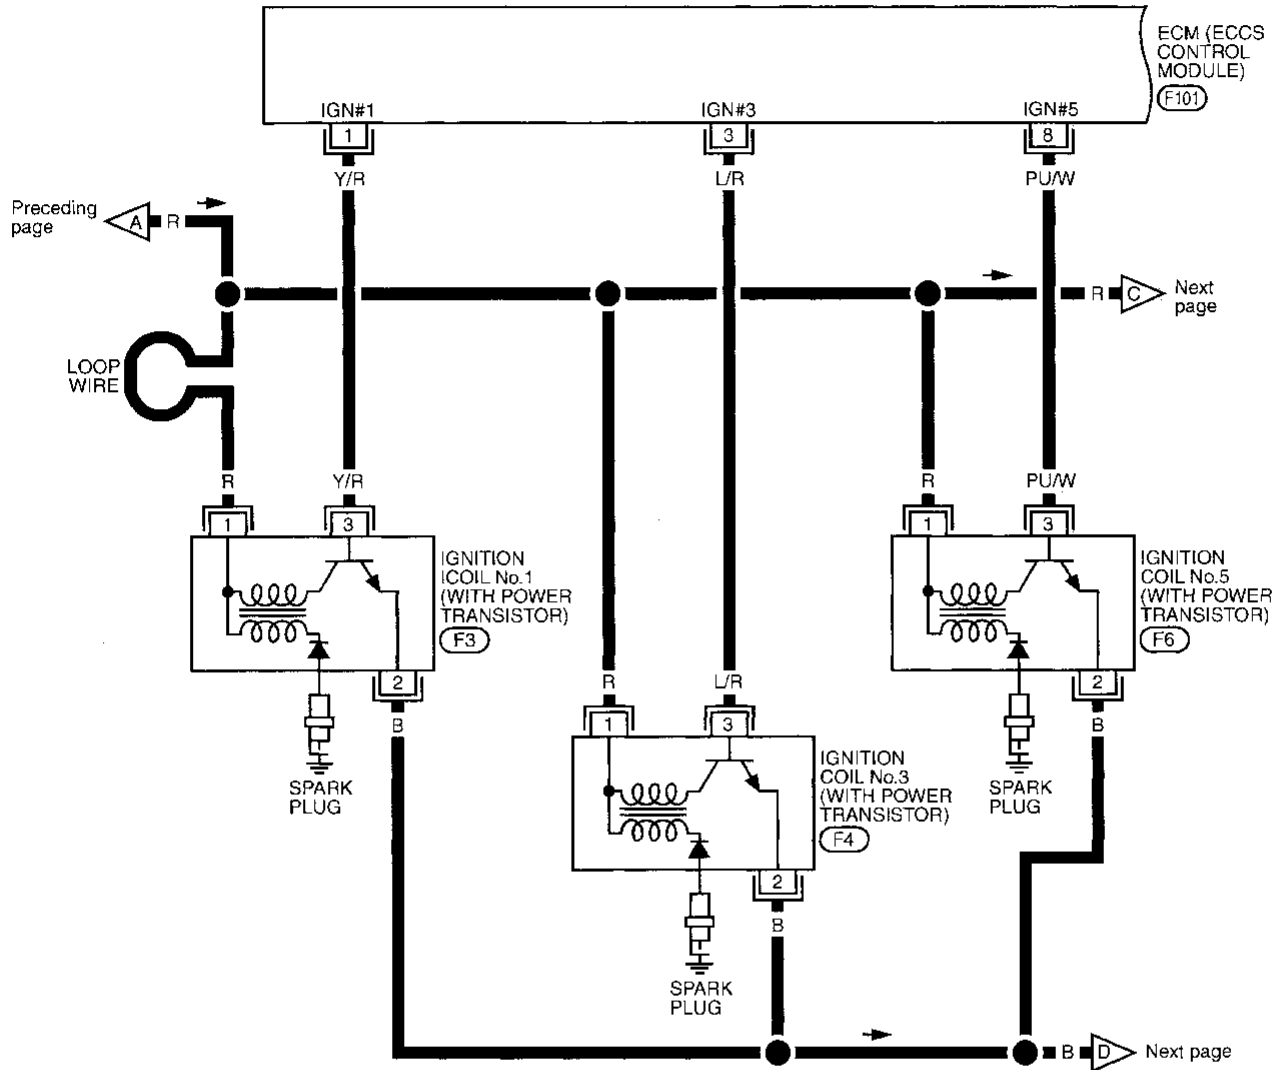 ECM (ECCS
CONTROL
MODULE)
F101
IGN#1
IGN#3
IGN#5
1
3
8
Y/R
L/R
PU/W
Preceding
page
A
R
R
C
Next
page
LOOP
WIRE
R
Y/R
R
PU/W
1
3
1
3
IGNITION
ICOIL No.1
(WITH POWER
TRANSISTOR)
F3
IGNITION
COIL No.5
(WITH POWER
TRANSISTOR)
F6
2
2
R
L/R
B
B
1
3
SPARK
PLUG
IGNITION
COIL No.3
(WITH POWER
TRANSISTOR)
F4
SPARK
PLUG
2
B
SPARK
PLUG
B
D
Next page